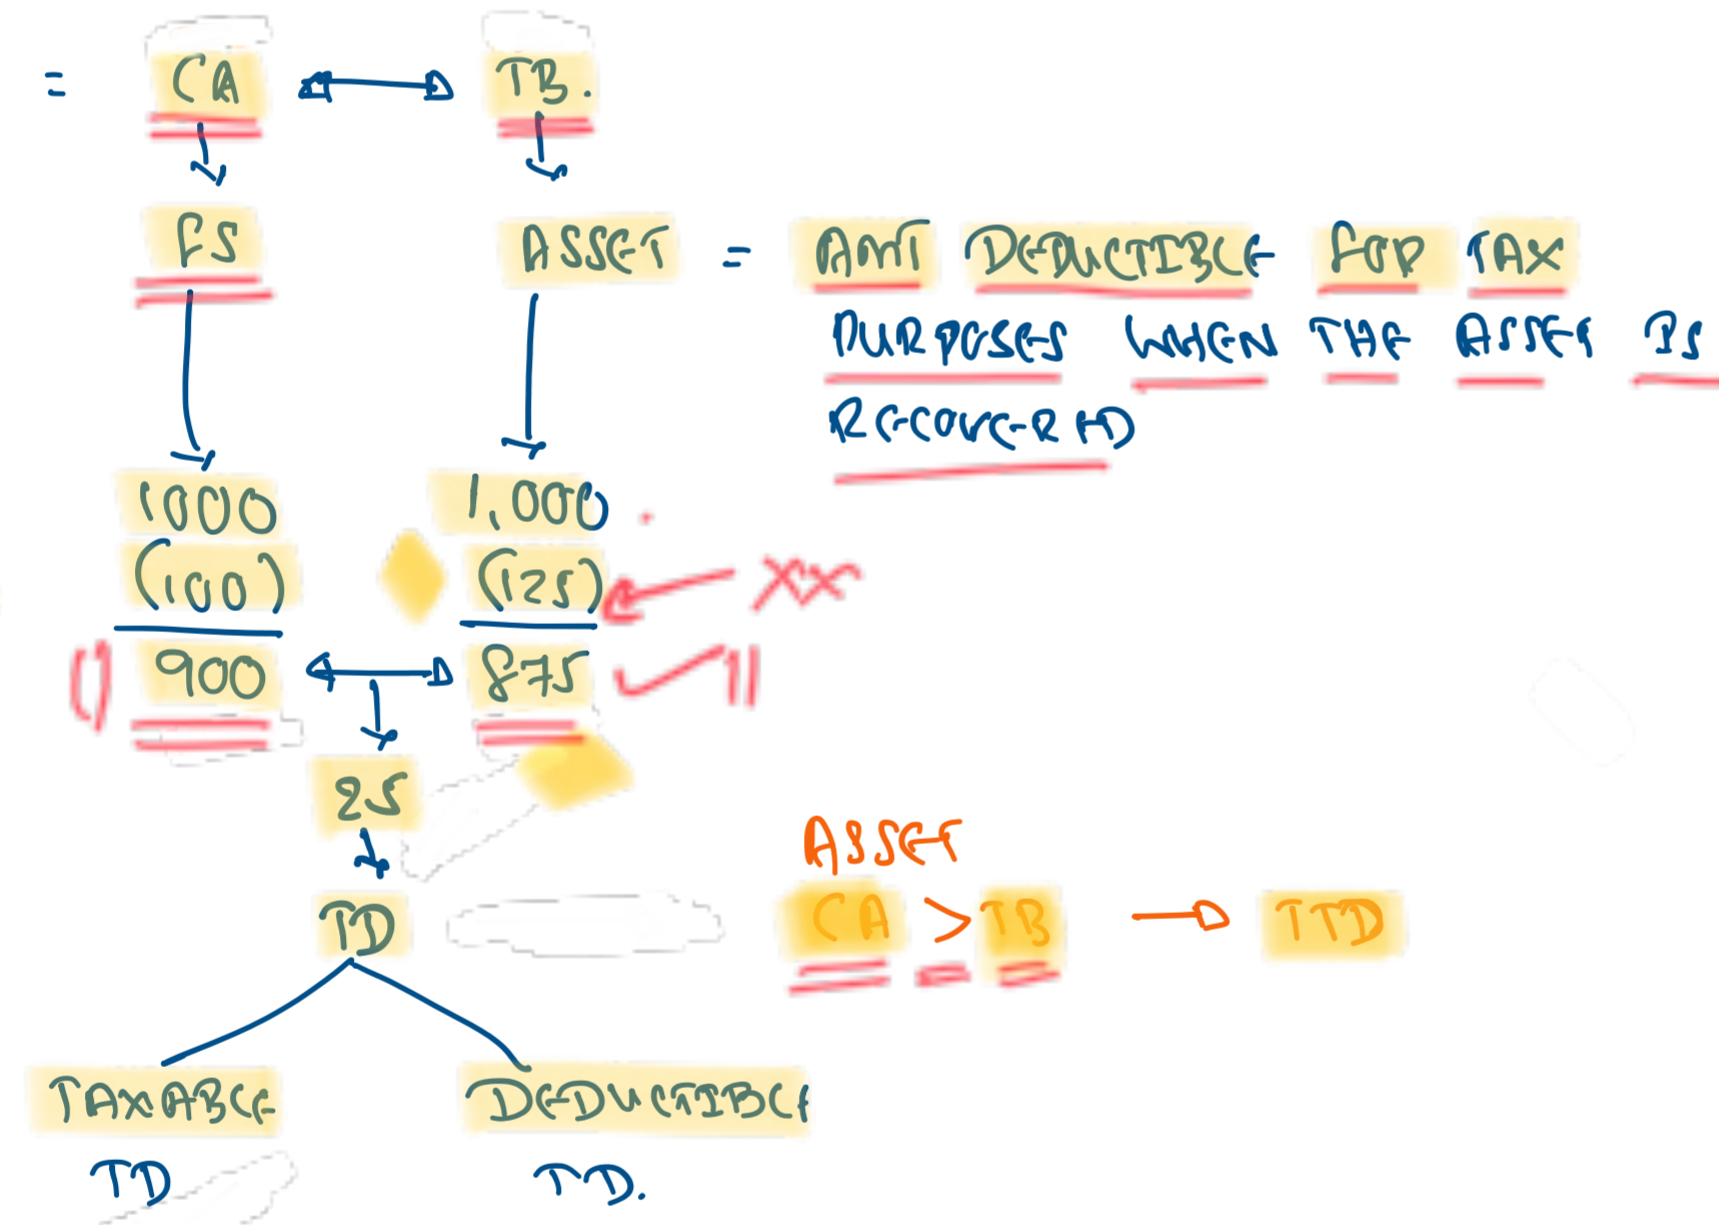 = CA TB.
FS ASSET = AMT DEDUCTIBLE FOR TAX
PURPOSES WHEN THE ASSET IS
RECOVERED
1000 1,000
(100) (125) XX
900 875
25
ASSET
TD CA > TB TTD
TAXABLE DEDUCTIBLE
TD TD.